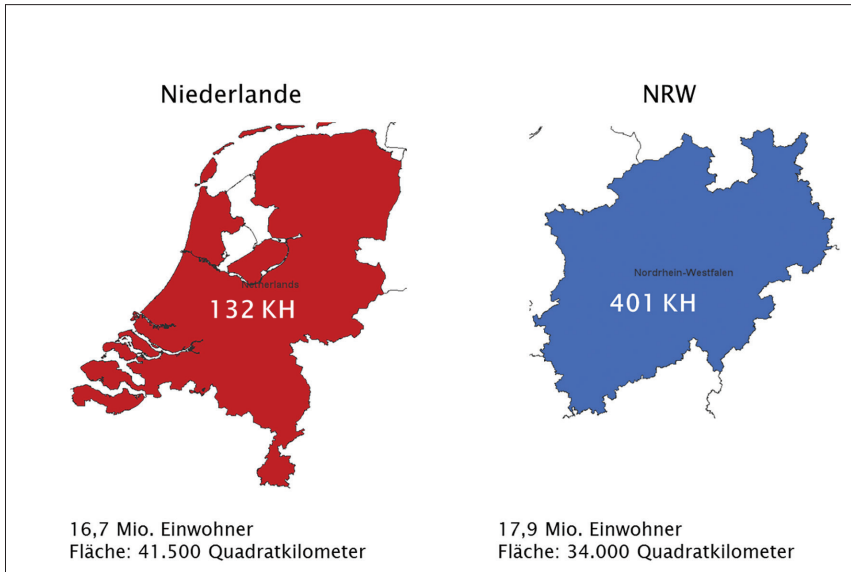 Niederlande
Netherlands
132 KH
16,7 Mio. Einwohner
Fläche: 41.500 Quadratkilometer
NRW
Nordrhein-Westfalen
401 KH
17,9 Mio. Einwohner
Fläche: 34.000 Quadratkilometer